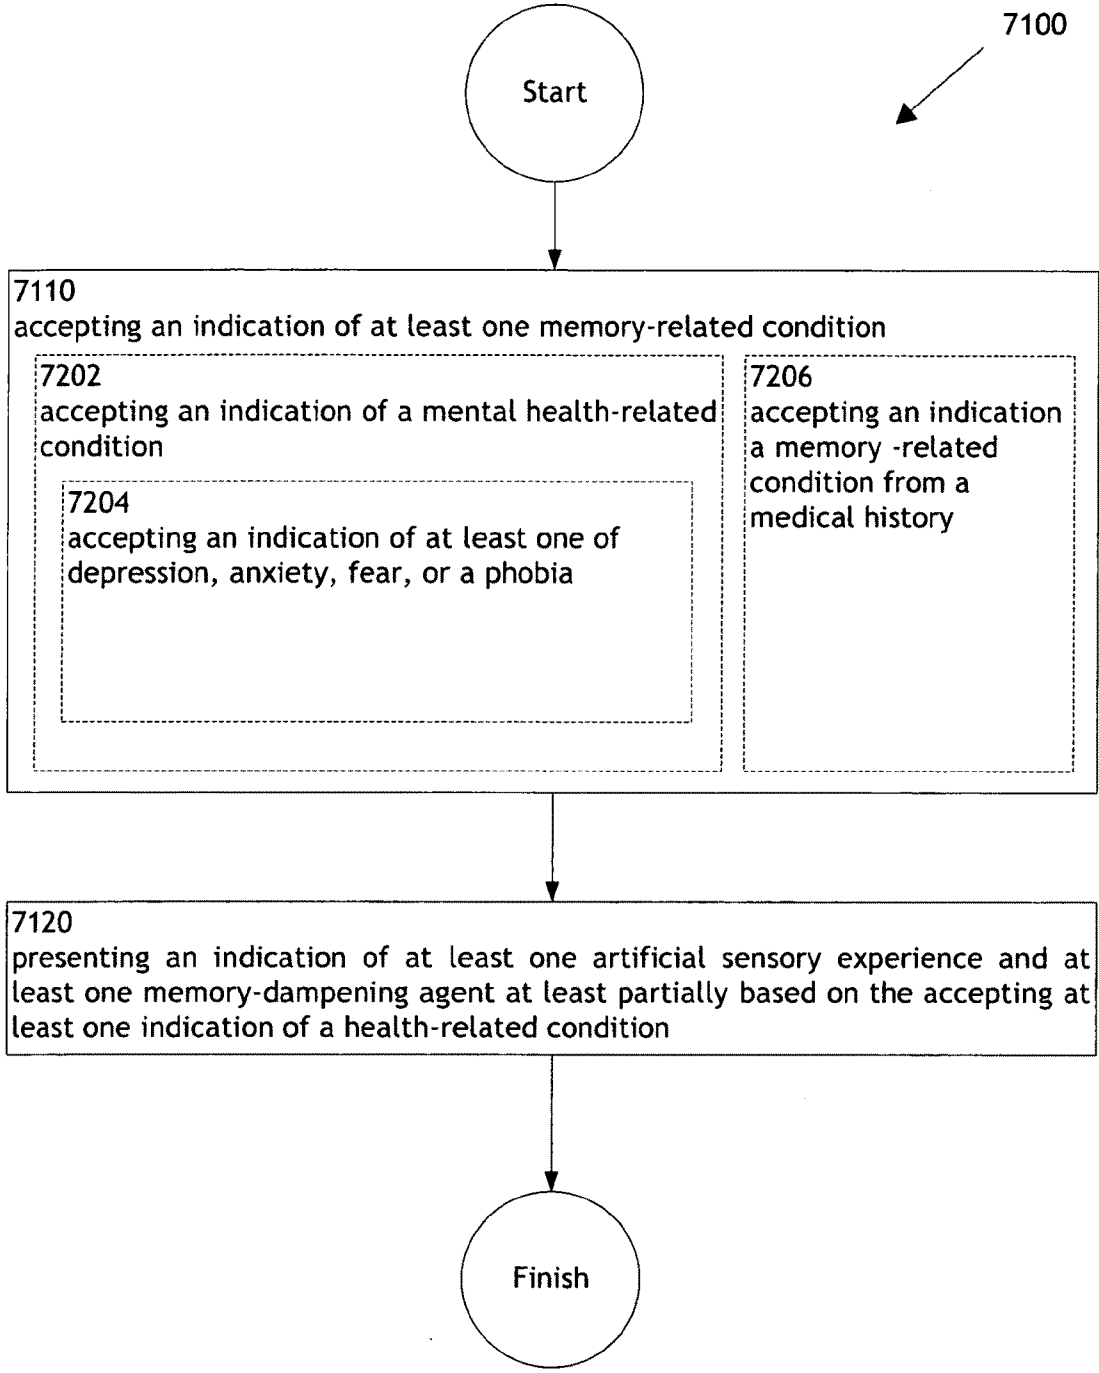 7100
Start
7110
accepting an indication of at least one memory-related condition
7202
accepting an indication of a mental health-related
condition
7204
accepting an indication of at least one of
depression, anxiety, fear, or a phobia
7206
accepting an indication
a memory -related
condition from a
medical history
7120
presenting an indication of at least one artificial sensory experience and at
least one memory-dampening agent at least partially based on the accepting at
least one indication of a health-related condition
Finish